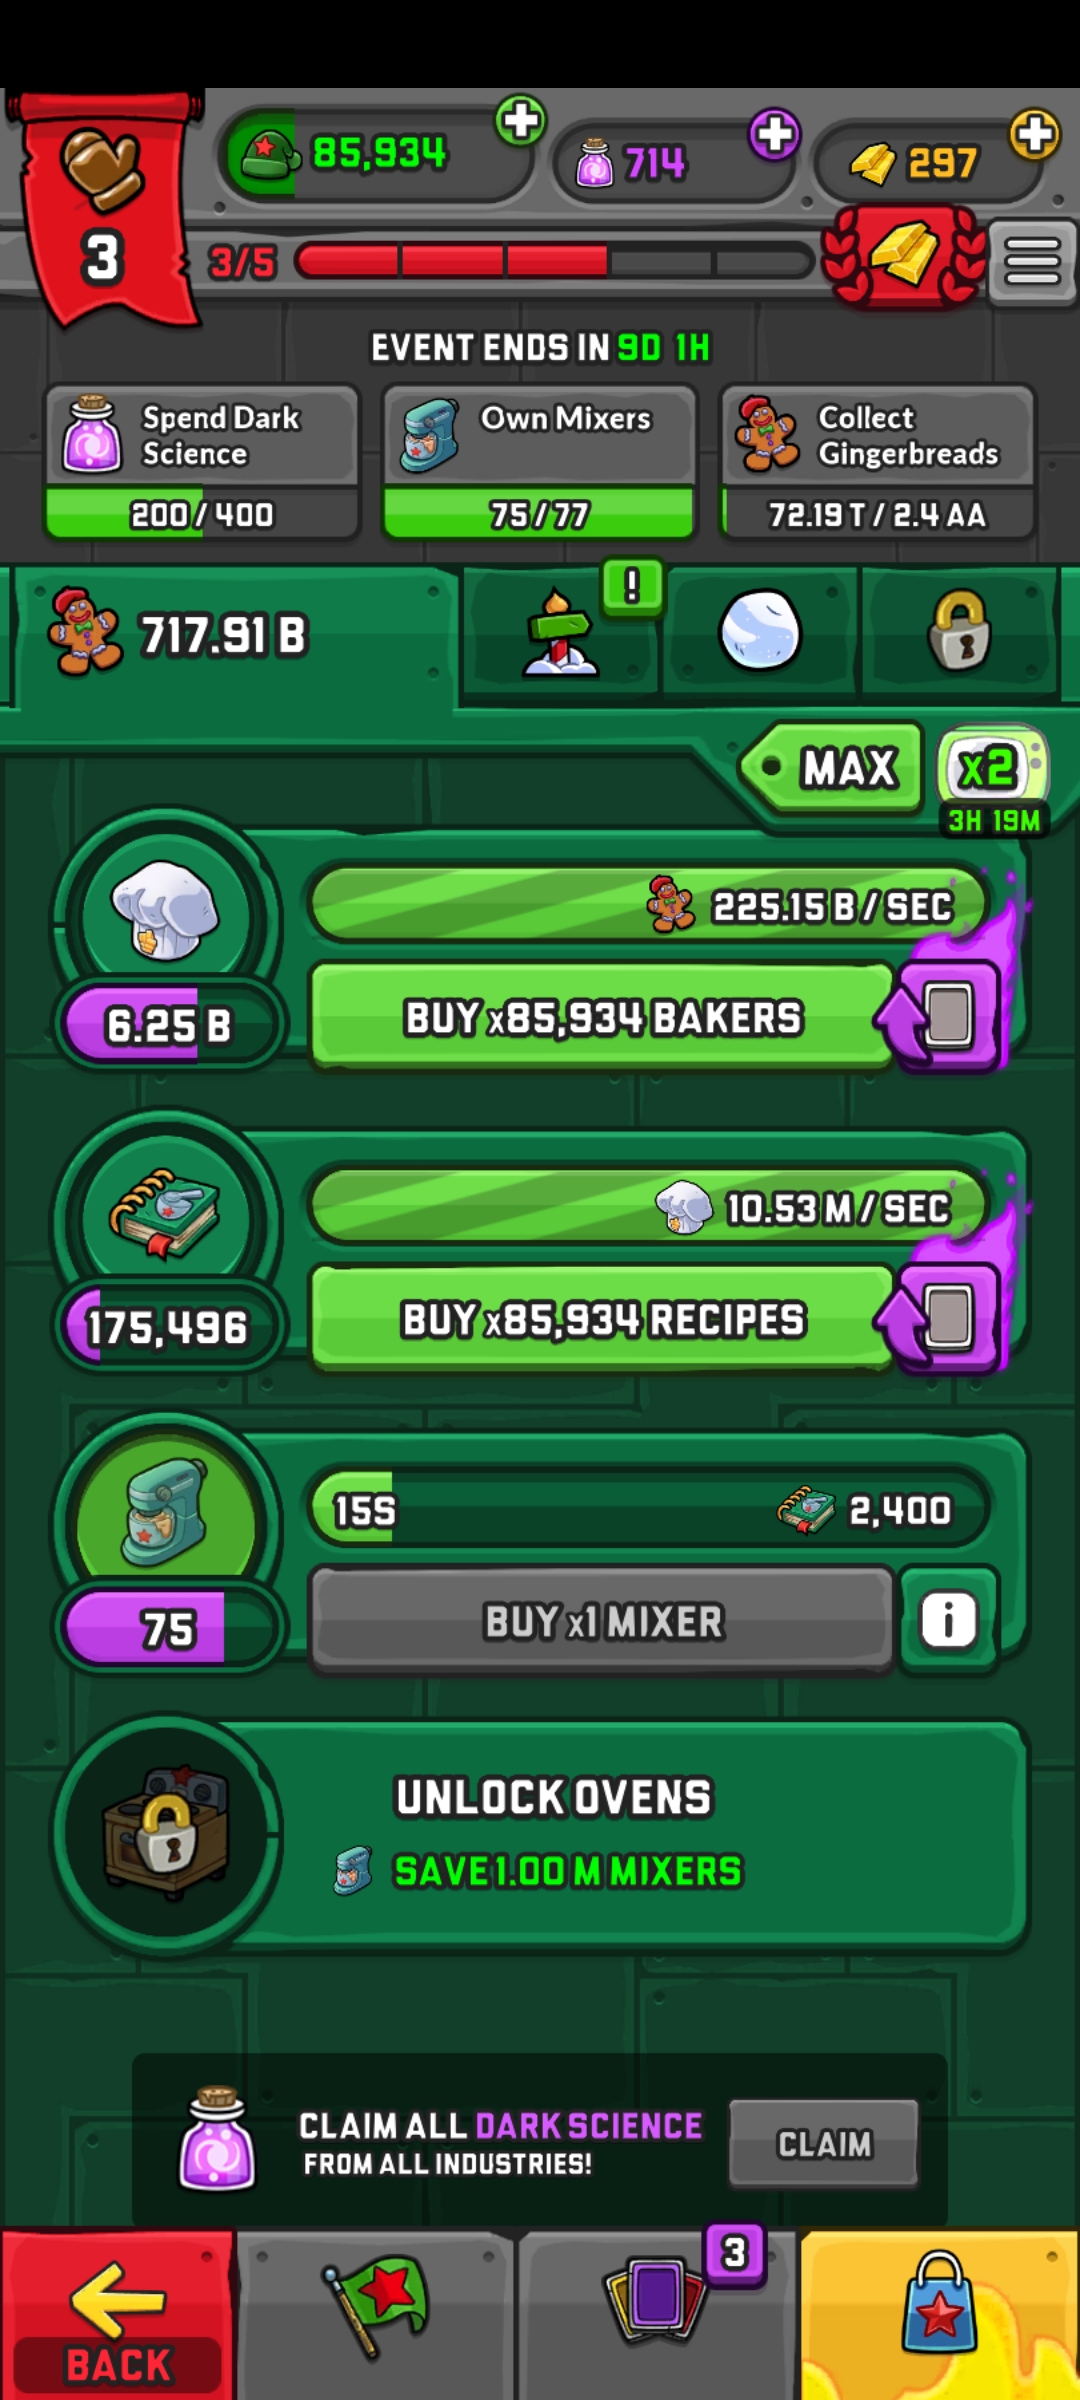 85,934
714
297
3
3/5
EVENT ENDS IN 9D 1H
Spend Dark
Science
200 / 400
Own Mixers
75 / 77
Collect
Gingerbreads
72.19 T / 2.4 AA
717.91 B
!
MAX
x2
3H 19M
225.15 B / SEC
6.25 B
BUY x85,934 BAKERS
10.53 M / SEC
175,496
BUY x85,934 RECIPES
15S
2,400
75
BUY x1 MIXER
i
UNLOCK OVENS
SAVE 1.00 M MIXERS
CLAIM ALL DARK SCIENCE
FROM ALL INDUSTRIES!
CLAIM
3
BACK